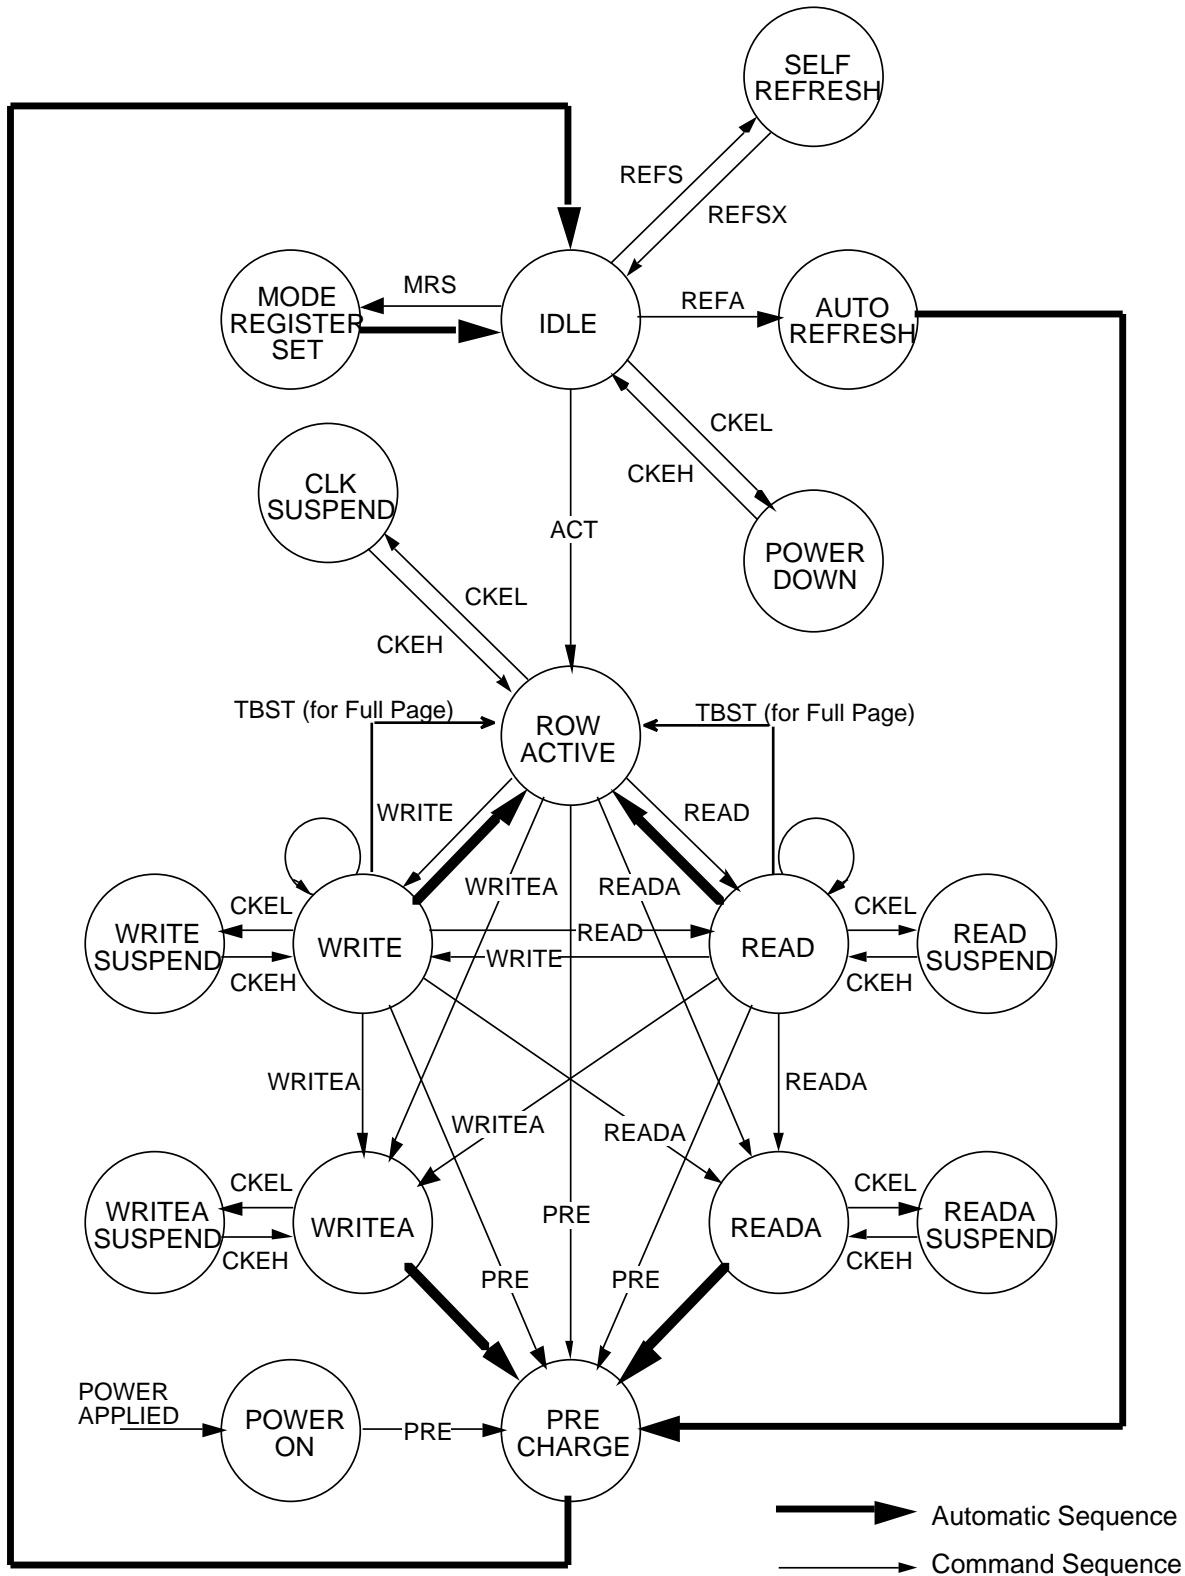 SELF
REFRESH
REFS
REFSX
MRS
MODE
REGISTER
SET
IDLE
REFA
AUTO
REFRESH
CKEL
CKEH
CLK
SUSPEND
ACT
POWER
DOWN
CKEL
CKEH
TBST (for Full Page)
TBST (for Full Page)
ROW
ACTIVE
WRITE
READ
WRITEA
READA
CKEL
CKEL
WRITE
SUSPEND
WRITE
READ
WRITE
READ
READ
SUSPEND
CKEH
CKEH
WRITEA
READA
WRITEA
READA
CKEL
CKEL
WRITEA
SUSPEND
WRITEA
PRE
READA
READA
SUSPEND
CKEH
CKEH
PRE
PRE
POWER
APPLIED
POWER
ON
PRE
PRE
CHARGE
Automatic Sequence
Command Sequence